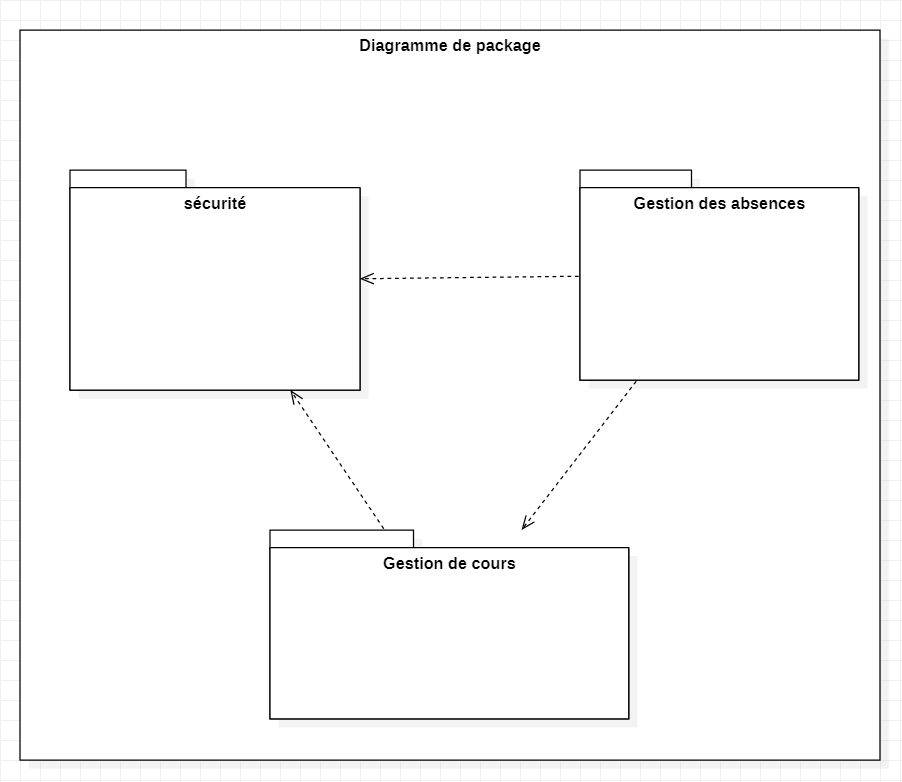 Diagramme de package
sécurité
Gestion des absences
Gestion de cours